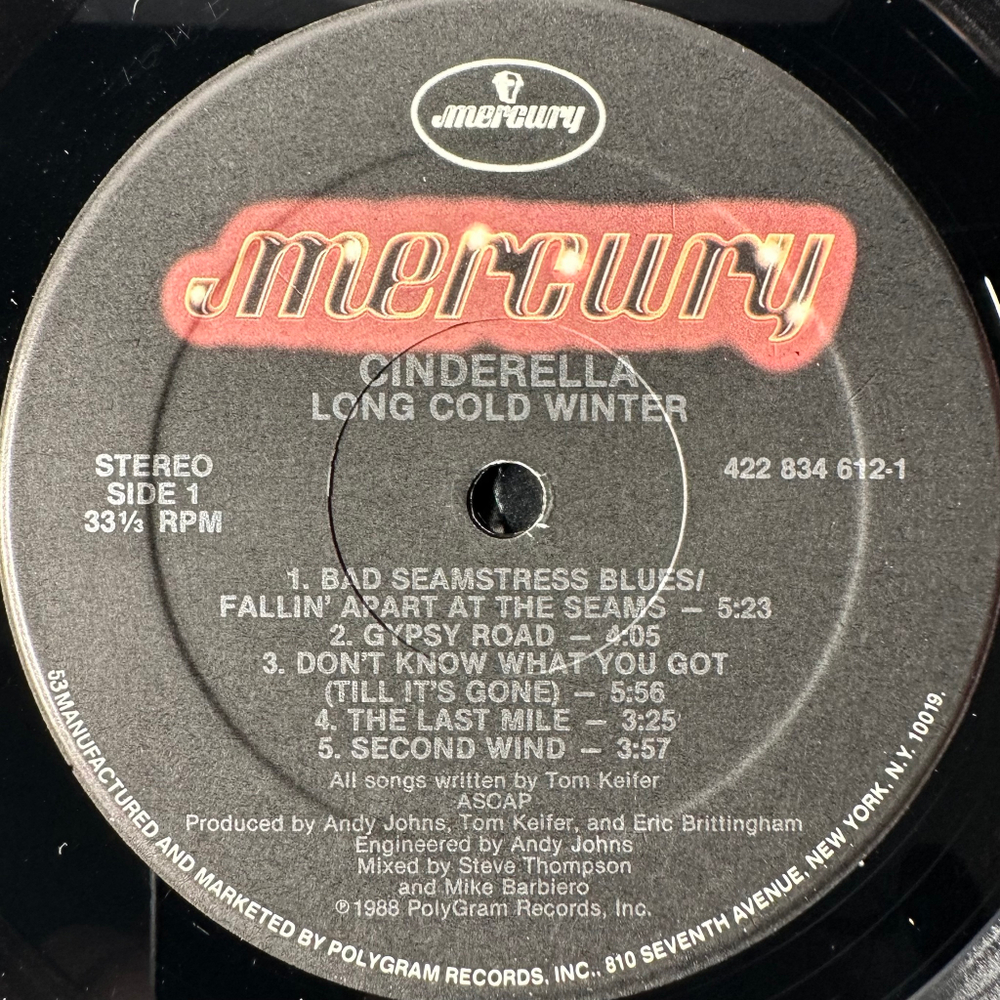 mercury
mercury
CINDERELLA
LONG COLD WINTER
STEREO
SIDE 1
33⅓ RPM
422 834 612-1
1. BAD SEAMSTRESS BLUES/
FALLIN' APART AT THE SEAMS — 5:23
2. GYPSY ROAD — 4:05
3. DON'T KNOW WHAT YOU GOT
(TILL IT'S GONE) — 5:56
4. THE LAST MILE — 3:25
5. SECOND WIND — 3:57
All songs written by Tom Keifer
ASCAP
Produced by Andy Johns, Tom Keifer, and Eric Brittingham
Engineered by Andy Johns
Mixed by Steve Thompson
and Mike Barbiero
℗1988 PolyGram Records, Inc.
53 MANUFACTURED AND MARKETED BY POLYGRAM RECORDS, INC., 810 SEVENTH AVENUE, NEW YORK, N.Y. 10019.